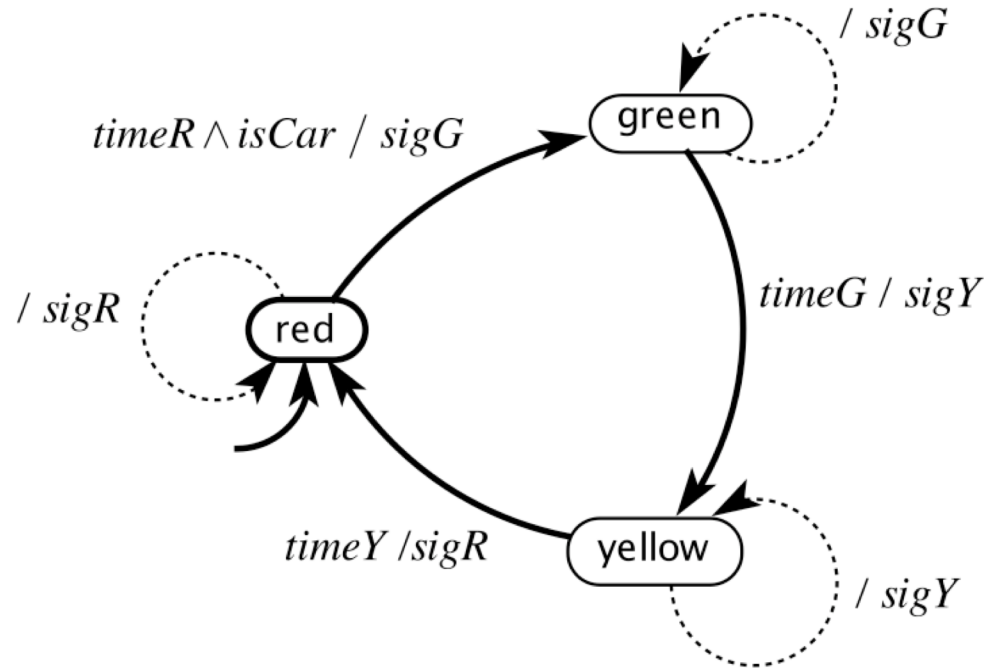 / sigG
green
timeR ∧ isCar / sigG
timeG / sigY
/ sigR
red
timeY /sigR
yellow
/ sigY